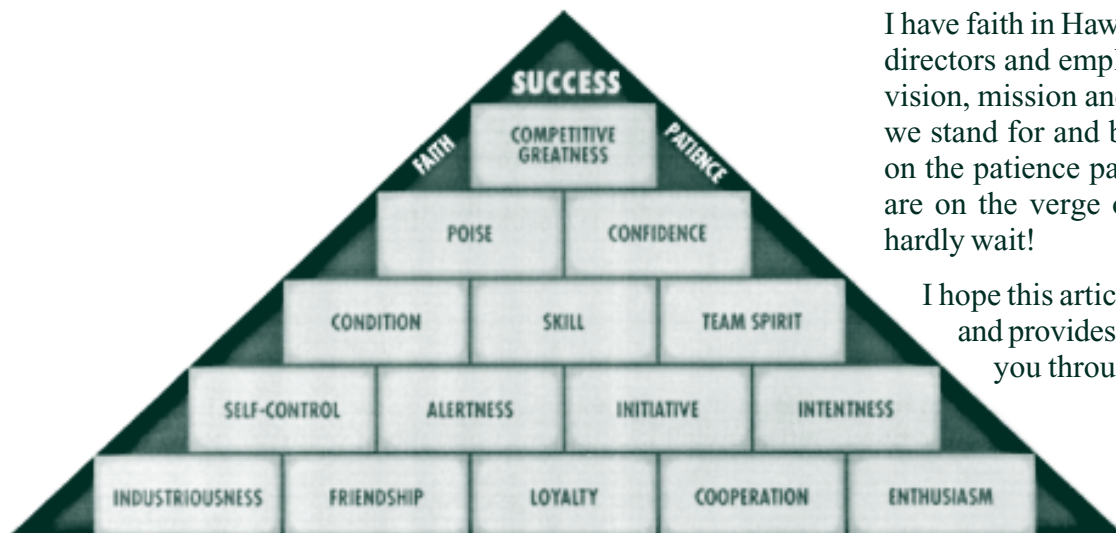 SUCCESS
FAITH
COMPETITIVE
GREATNESS
PATIENCE
POISE CONFIDENCE
CONDITION SKILL TEAM SPIRIT
SELF-CONTROL ALERTNESS INITIATIVE INTENTNESS
INDUSTRIOUSNESS FRIENDSHIP LOYALTY COOPERATION ENTHUSIASM
I have faith in Haw
directors and emp
vision, mission an
we stand for and b
on the patience pa
are on the verge
hardly wait!
I hope this artic
and provides
you throu